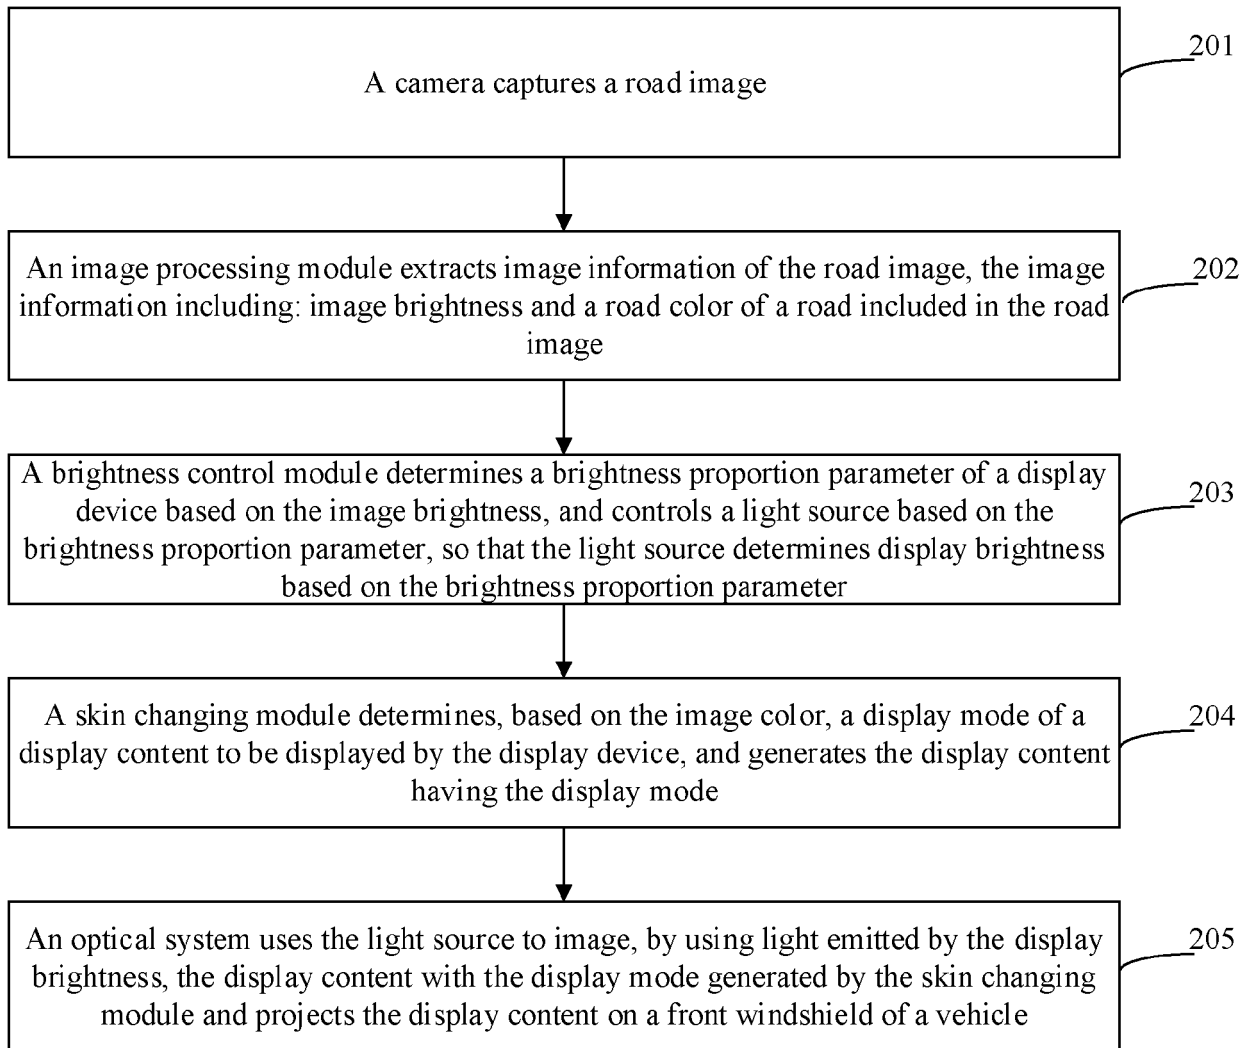 201
A camera captures a road image
An image processing module extracts image information of the road image, the image
information including: image brightness and a road color of a road included in the road
image
202
A brightness control module determines a brightness proportion parameter of a display
device based on the image brightness, and controls a light source based on the
brightness proportion parameter, so that the light source determines display brightness
based on the brightness proportion parameter
203
A skin changing module determines, based on the image color, a display mode of a
display content to be displayed by the display device, and generates the display content
having the display mode
204
An optical system uses the light source to image, by using light emitted by the display
brightness, the display content with the display mode generated by the skin changing
module and projects the display content on a front windshield of a vehicle
205